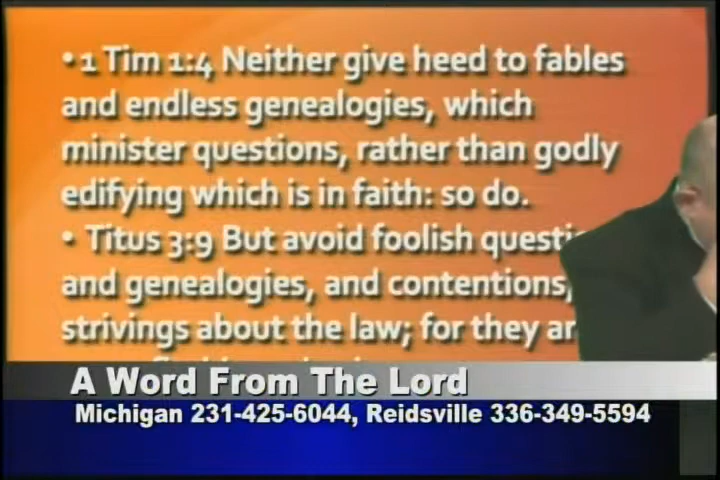 • 1 Tim 1:4 Neither give heed to fables
and endless genealogies, which
minister questions, rather than godly
edifying which is in faith: so do.
• Titus 3:9 But avoid foolish
and genealogies, and contentions,
strivings about the law; for they
A Word From The Lord
Michigan 231-425-6044, Reidsville 336-349-5594